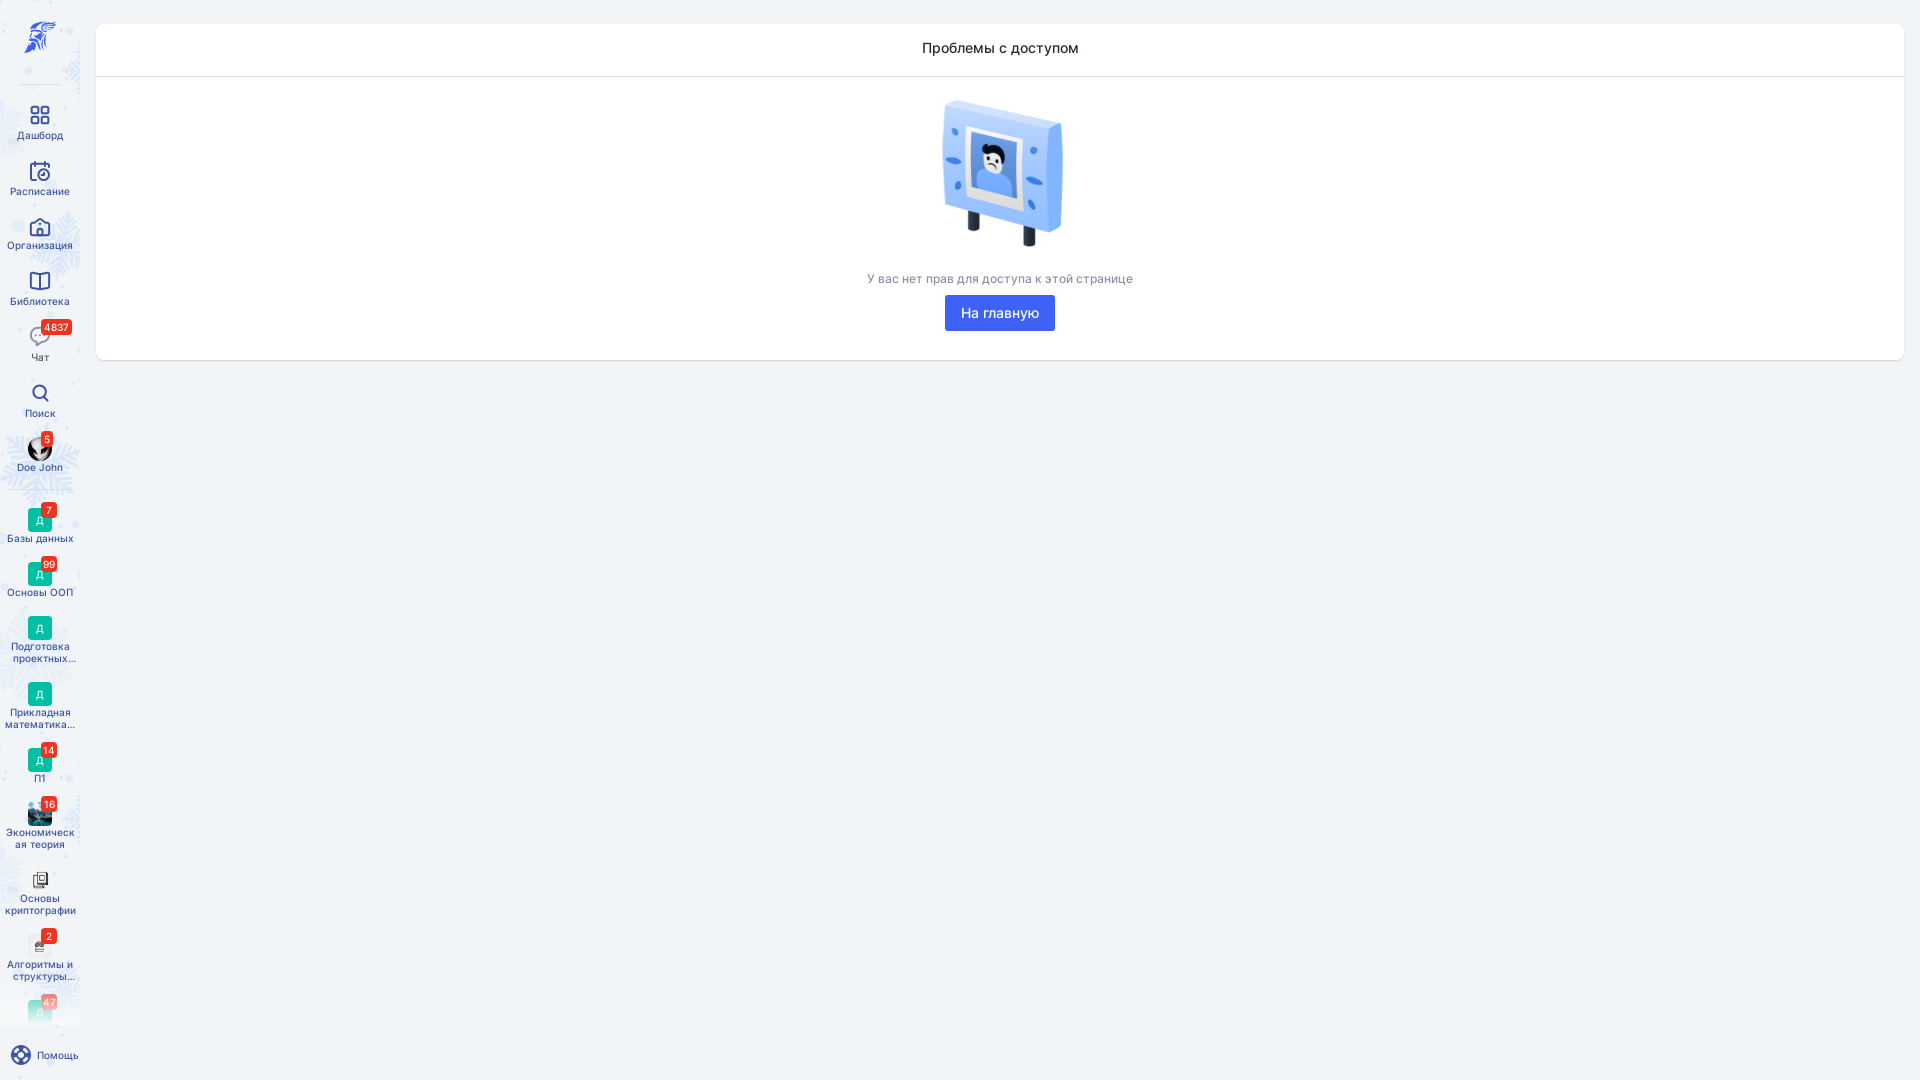 Проблемы с доступом
У вас нет прав для доступа к этой странице
На главную
Дашборд
Расписание
Организация
Библиотека
4837
Чат
Поиск
5
Doe John
7
Д
Базы данных
99
Д
Основы ООП
Д
Подготовка
проектных...
Д
Прикладная
математика...
14
Д
П1
16
Экономическ
ая теория
Основы
криптографии
2
Алгоритмы и
структуры...
47
Д
Помощь